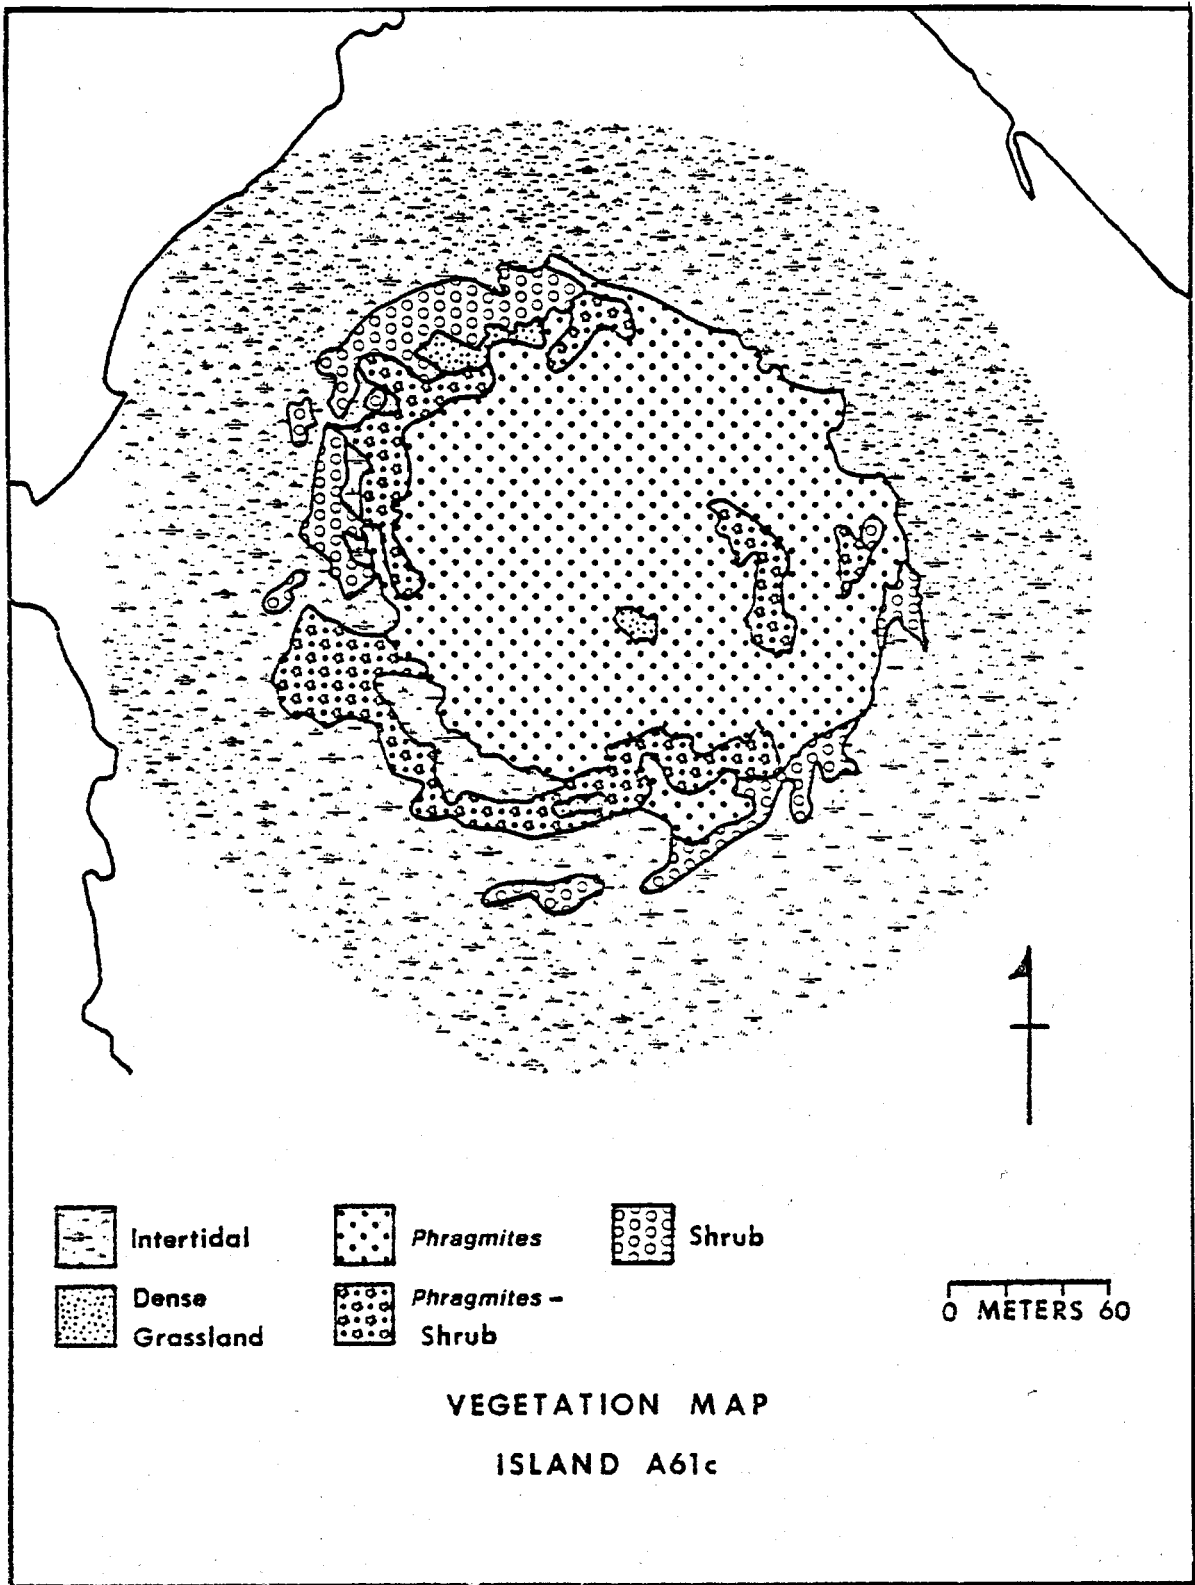 Intertidal
Phragmites
Shrub
Dense
Grassland
Phragmites –
Shrub
0 METERS 60
VEGETATION MAP
ISLAND A61c